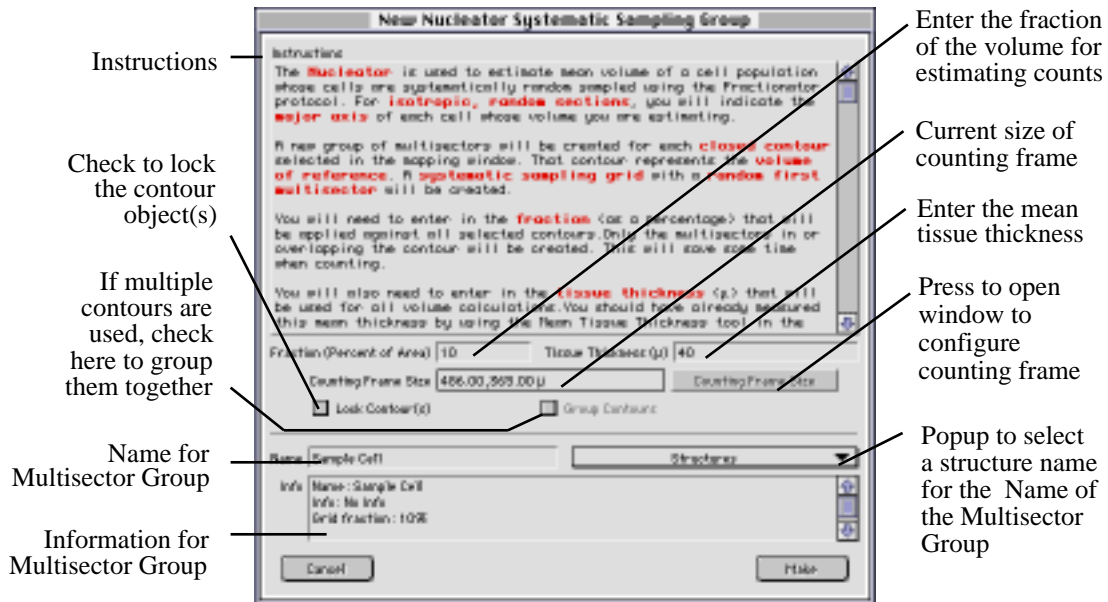 New Nucleator Systematic Sampling Group
Instructions
The Nucleator is used to estimate mean volume of a cell population
whose cells are systematically random sampled using the Fractionator
protocol. For isotropic, random sections, you will indicate the
major axis of each cell whose volume you are estimating.
A new group of multisectors will be created for each closed contour
selected in the mapping window. That contour represents the volume
of reference. A systematic sampling grid with a random first
multisector will be created.
You will need to enter in the fraction (as a percentage) that will
be applied against all selected contours.Only the multisectors in or
overlapping the contour will be created. This will save some time
when counting.
You will also need to enter in the tissue thickness (µ) that will
be used for all volume calculations.You should have already measured
this mean thickness by using the Mean Tissue Thickness tool in the
Fraction (Percent of Area) 10 Tissue Thickness (µ) 40
Counting Frame Size 486.00,369.00 µ Counting Frame Size
Lock Contour(s) Group Contours
Name Sample Cell Structures
Info Name: Sample Cell
Info: No Info
Grid fraction: 10%
Cancel Make
Instructions
Check to lock
the contour
object(s)
If multiple
contours are
used, check
here to group
them together
Name for
Multisector Group
Information for
Multisector Group
Enter the fraction
of the volume for
estimating counts
Current size of
counting frame
Enter the mean
tissue thickness
Press to open
window to
configure
counting frame
Popup to select
a structure name
for the Name of
the Multisector
Group